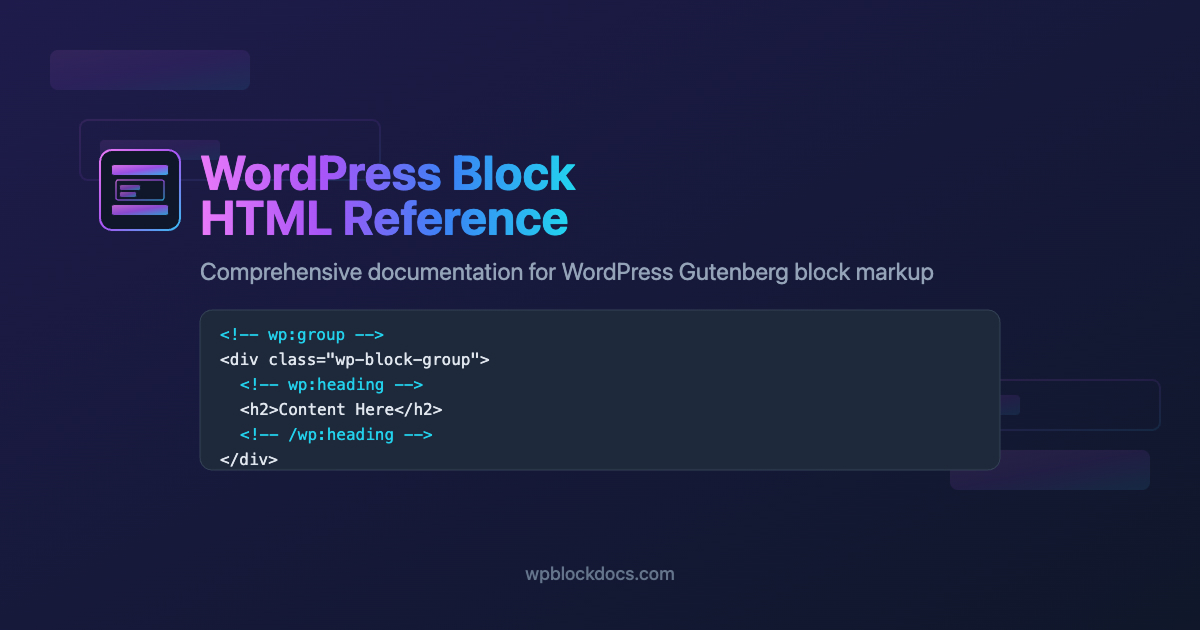 WordPress Block
HTML Reference
Comprehensive documentation for WordPress Gutenberg block markup
<!-- wp:group -->
<div class="wp-block-group">
<!-- wp:heading -->
<h2>Content Here</h2>
<!-- /wp:heading -->
</div>
wpblockdocs.com